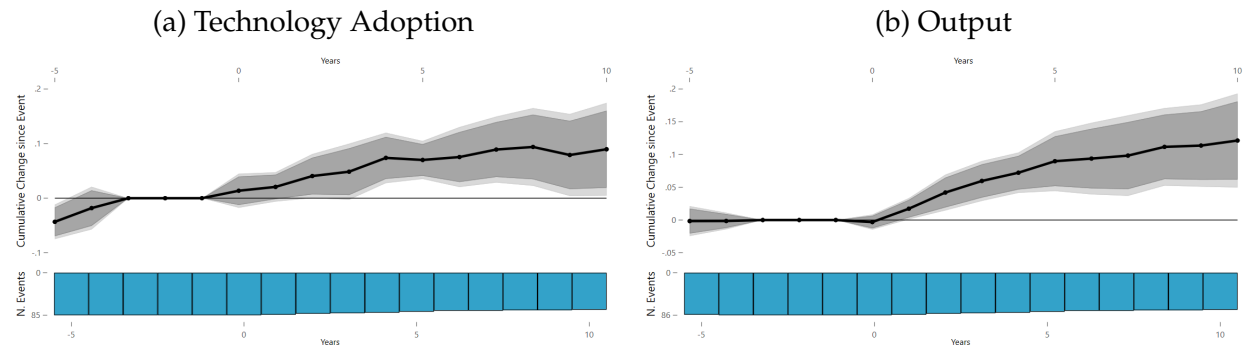 (a) Technology Adoption
Years
-5 0 5 10
Cumulative Change since Event
.2
.1
0
-.1
N. Events
0
85
-5 0 5 10
Years
(b) Output
Years
-5 0 5 10
Cumulative Change since Event
.2
.15
.1
.05
0
-.05
N. Events
0
86
-5 0 5 10
Years